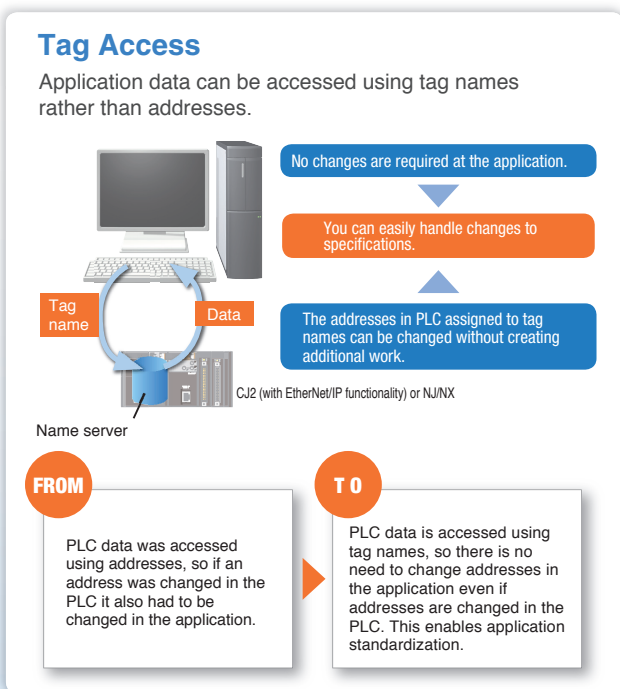 Tag Access
Application data can be accessed using tag names
rather than addresses.
No changes are required at the application.
You can easily handle changes to
specifications.
Tag
name
Data
The addresses in PLC assigned to tag
names can be changed without creating
additional work.
CJ2 (with EtherNet/IP functionality) or NJ/NX
Name server
FROM
PLC data was accessed
using addresses, so if an
address was changed in the
PLC it also had to be
changed in the application.
T O
PLC data is accessed using
tag names, so there is no
need to change addresses in
the application even if
addresses are changed in the
PLC. This enables application
standardization.